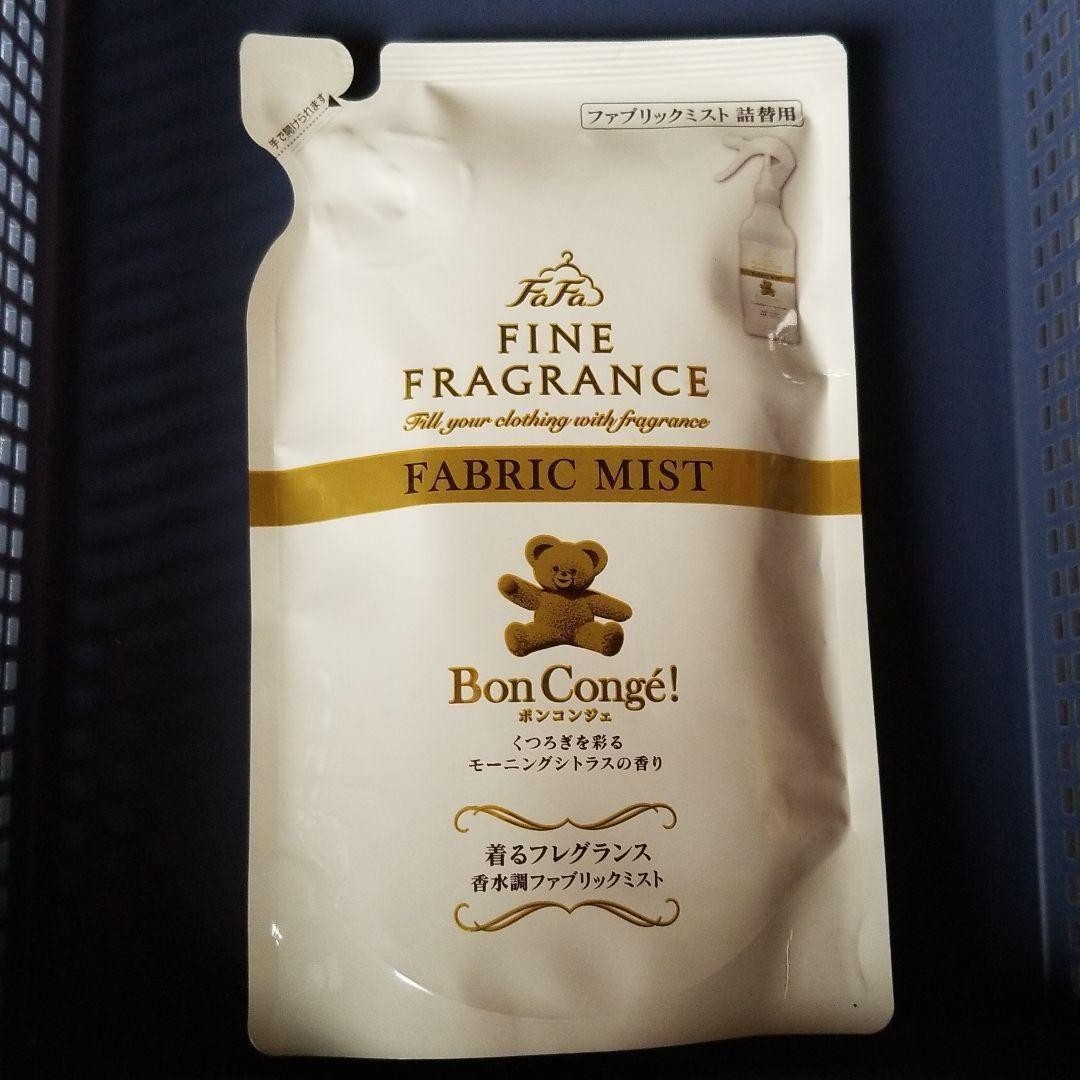 手で開けられます
ファブリックミスト 詰替用
FaFa
FINE
FRAGRANCE
Fill your clothing with fragrance
FABRIC MIST
Bon Congé!
ボンコンジェ
くつろぎを彩る
モーニングシトラスの香り
着るフレグランス
香水調ファブリックミスト